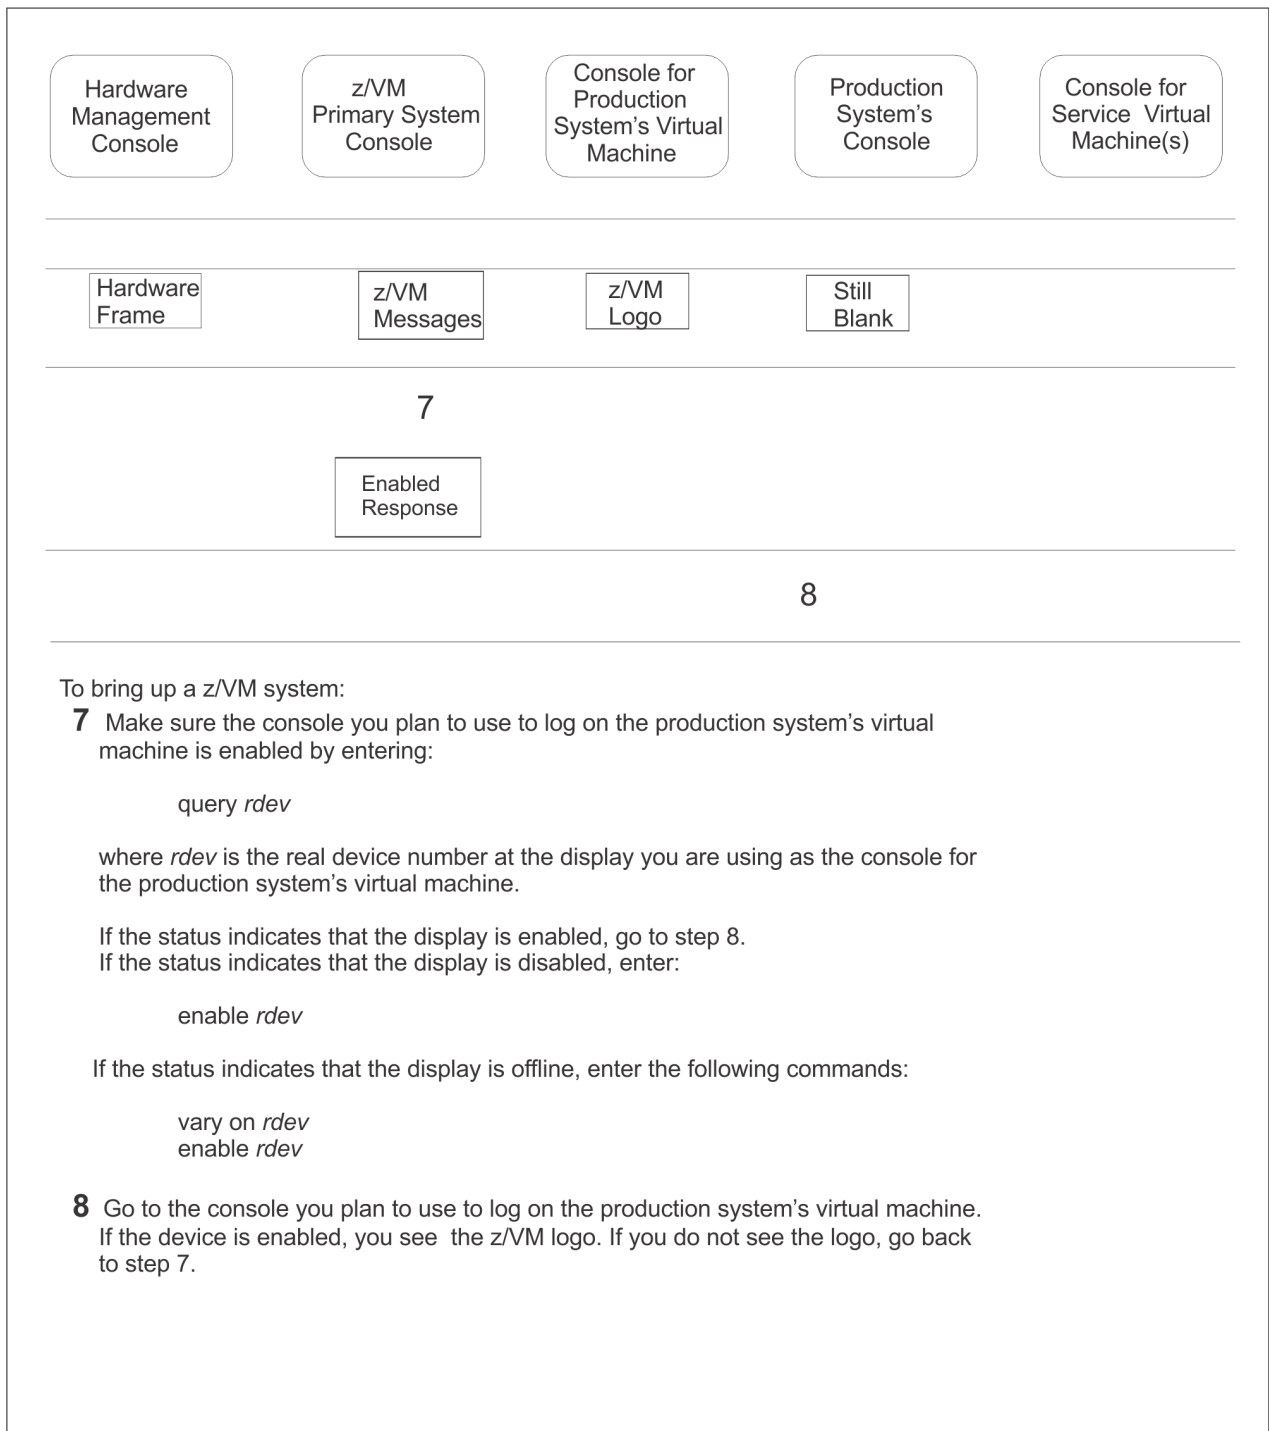 Hardware
Management
Console
z/VM
Primary System
Console
Console for
Production
System's Virtual
Machine
Production
System's
Console
Console for
Service Virtual
Machine(s)
Hardware
Frame
z/VM
Messages
z/VM
Logo
Still
Blank
7
Enabled
Response
8
To bring up a z/VM system:
7 Make sure the console you plan to use to log on the production system's virtual
machine is enabled by entering:
query rdev
where rdev is the real device number at the display you are using as the console for
the production system's virtual machine.
If the status indicates that the display is enabled, go to step 8.
If the status indicates that the display is disabled, enter:
enable rdev
If the status indicates that the display is offline, enter the following commands:
vary on rdev
enable rdev
8 Go to the console you plan to use to log on the production system's virtual machine.
If the device is enabled, you see the z/VM logo. If you do not see the logo, go back
to step 7.